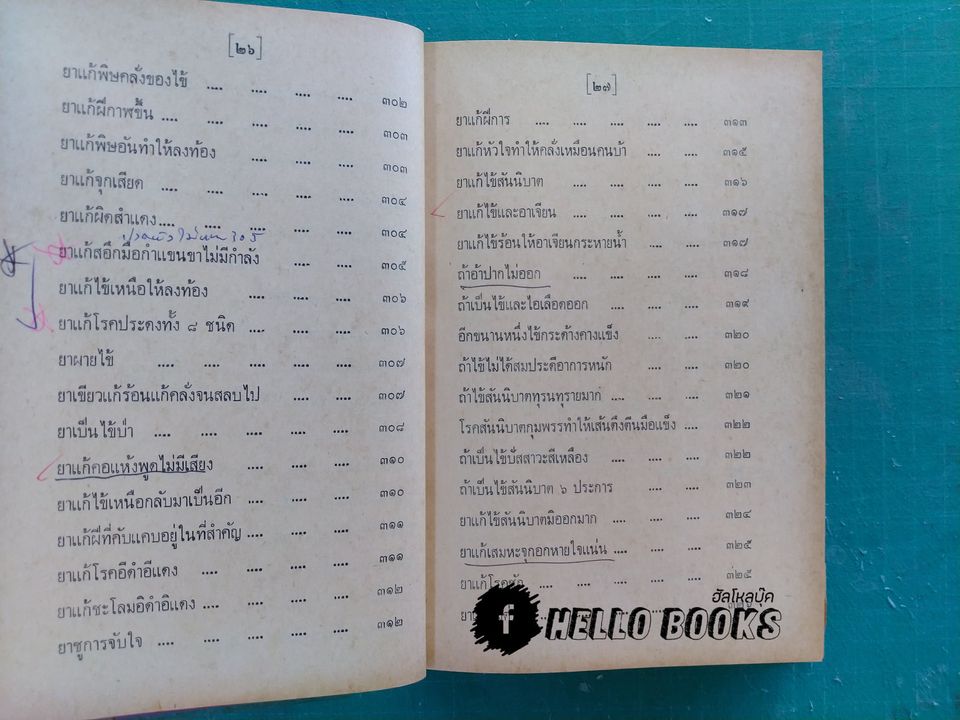 [๒๖]
ยาแก้พิษคลั่งของไข้ .... .... .... .... ๓๐๒
ยาแก้ฝีกาฬขึ้น .... .... .... .... .... ๓๐๓
ยาแก้พิษอันทำให้ลงท้อง .... .... .... ๓๐๓
ยาแก้จุกเสียด .... .... .... .... .... ๓๐๔
ยาแก้ผิดสำแดง.... .... .... .... .... ๓๐๔
ยาแก้สอึกมือกำแขนขาไม่มีกำลัง .... .... .... ๓๐๕
ยาแก้ไข้เหนือให้ลงท้อง .... .... .... ๓๐๖
ยาแก้โรคประดงทั้ง ๘ ชนิด .... .... .... ๓๐๖
ยาผายไข้ .... .... .... .... .... ๓๐๗
ยาเขียวแก้ร้อนแก้คลั่งจนสลบไป .... .... .... ๓๐๗
ยาเป็นไข้ป่า .... .... .... .... ๓๐๘
ยาแก้คอแห้งพูดไม่มีเสียง .... .... .... ๓๑๐
ยาแก้ไข้เหนือกลับมาเป็นอีก .... .... .... ๓๑๐
ยาแก้ฝีที่คับแคบอยู่ในที่สำคัญ .... .... .... ๓๑๑
ยาแก้โรคอีดำอีแดง .... .... .... .... ๓๑๑
ยาแก้ชะโลมอีดำอีแดง .... .... .... .... ๓๑๒
ยาชูการจับใจ .... .... .... .... .... ๓๑๒
[๒๗]
ยาแก้ฝีการ .... .... .... .... .... ๓๑๓
ยาแก้หัวใจทำให้คลั่งเหมือนคนบ้า .... .... ๓๑๕
ยาแก้ไข้สันนิบาต .... .... .... .... ๓๑๖
ยาแก้ไข้และอาเจียน .... .... .... .... ๓๑๗
ยาแก้ไข้ร้อนให้อาเจียนกระหายน้ำ .... .... ๓๑๗
ถ้าอ้าปากไม่ออก .... .... .... .... ๓๑๘
ถ้าเป็นไข้และไอเลือดออก .... .... .... ๓๑๙
อีกขนานหนึ่งไข้กระด้างคางแข็ง .... .... ๓๒๐
ถ้าไข้ไม่ได้สมประดีอาการหนัก .... .... ๓๒๐
ถ้าไข้สันนิบาตทุรนทุรายมาก .... .... .... ๓๒๑
โรคสันนิบาตกุมพรรทำให้เส้นตึงตีนมือแข็ง .... ๓๒๒
ถ้าเป็นไข้ปัสสาวะสีเหลือง .... .... ๓๒๒
ถ้าเป็นไข้สันนิบาต ๖ ประการ .... .... ๓๒๓
ยาแก้ไข้สันนิบาตมีออกมาก .... .... .... ๓๒๔
ยาแก้เสมหะจุกอกหายใจแน่น .... .... .... ๓๒๕
ยาแก้โรค .... .... .... .... ๓๒๕
ฮัลโหลบุ๊ค
f HELLO BOOKS